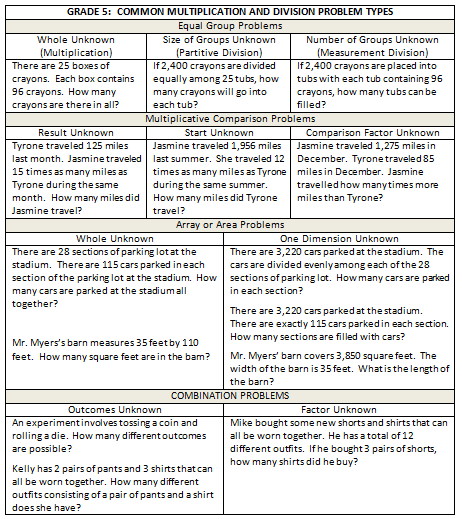 GRADE 5: COMMON MULTIPLICATION AND DIVISION PROBLEM TYPES
Equal Group Problems
Whole Unknown
(Multiplication)
There are 25 boxes of
crayons. Each box contains
96 crayons. How many
crayons are there in all?
Size of Groups Unknown
(Partitive Division)
If 2,400 crayons are divided
equally among 25 tubs, how
many crayons will go into
each tub?
Number of Groups Unknown
(Measurement Division)
If 2,400 crayons are placed into
tubs with each tub containing 96
crayons, how many tubs can be
filled?
Multiplicative Comparison Problems
Result Unknown
Tyrone traveled 125 miles
last month. Jasmine traveled
15 times as many miles as
Tyrone during the same
month. How many miles did
Jasmine travel?
Start Unknown
Jasmine traveled 1,956 miles
last summer. She traveled 12
times as many miles as Tyrone
during the same summer.
How many miles did Tyrone
travel?
Comparison Factor Unknown
Jasmine traveled 1,275 miles in
December. Tyrone traveled 85
miles in December. Jasmine
travelled how many times more
miles than Tyrone?
Array or Area Problems
Whole Unknown
There are 28 sections of parking lot at the
stadium. There are 115 cars parked in each
section of the parking lot at the stadium. How
many cars are parked at the stadium all
together?
Mr. Myers's barn measures 35 feet by 110
feet. How many square feet are in the barn?
One Dimension Unknown
There are 3,220 cars parked at the stadium. The
cars are divided evenly among each of the 28
sections of parking lot. How many cars are parked
in each section?
There are 3,220 cars parked at the stadium.
There are exactly 115 cars parked in each section.
How many sections are filled with cars?
Mr. Myers' barn covers 3,850 square feet. The
width of the barn is 35 feet. What is the length of
the barn?
COMBINATION PROBLEMS
Outcomes Unknown
An experiment involves tossing a coin and
rolling a die. How many different outcomes
are possible?
Kelly has 2 pairs of pants and 3 shirts that can
all be worn together. How many different
outfits consisting of a pair of pants and a shirt
does she have?
Factor Unknown
Mike bought some new shorts and shirts that can
all be worn together. He has a total of 12
different outfits. If he bought 3 pairs of shorts,
how many shirts did he buy?